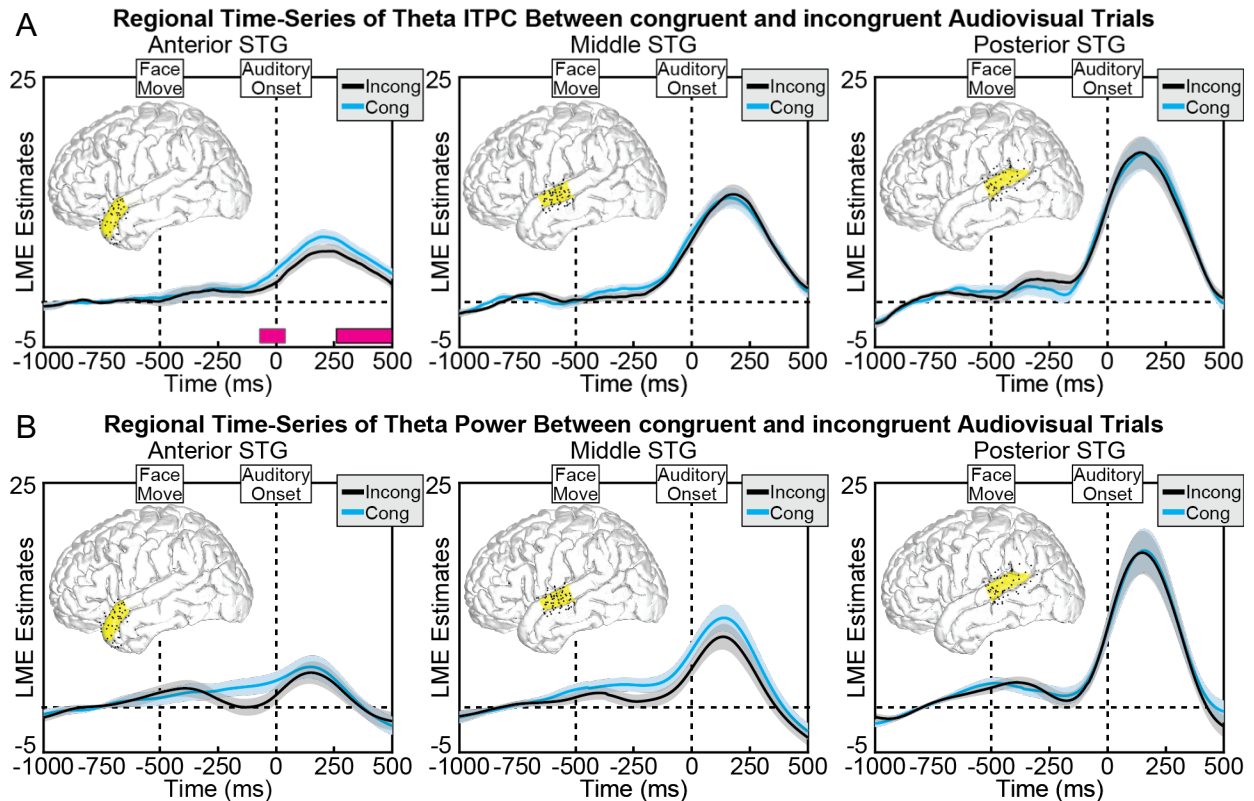 A
Regional Time-Series of Theta ITPC Between congruent and incongruent Audiovisual Trials
Anterior STG
Middle STG
Posterior STG
25
Face
Move
Auditory
Onset
Incong
Cong
LME Estimates
-5
-1000 -750 -500 -250 0 250 500
Time (ms)
25
Face
Move
Auditory
Onset
Incong
Cong
LME Estimates
-5
-1000 -750 -500 -250 0 250 500
Time (ms)
25
Face
Move
Auditory
Onset
Incong
Cong
LME Estimates
-5
-1000 -750 -500 -250 0 250 500
Time (ms)
B
Regional Time-Series of Theta Power Between congruent and incongruent Audiovisual Trials
Anterior STG
Middle STG
Posterior STG
25
Face
Move
Auditory
Onset
Incong
Cong
LME Estimates
-5
-1000 -750 -500 -250 0 250 500
Time (ms)
25
Face
Move
Auditory
Onset
Incong
Cong
LME Estimates
-5
-1000 -750 -500 -250 0 250 500
Time (ms)
25
Face
Move
Auditory
Onset
Incong
Cong
LME Estimates
-5
-1000 -750 -500 -250 0 250 500
Time (ms)